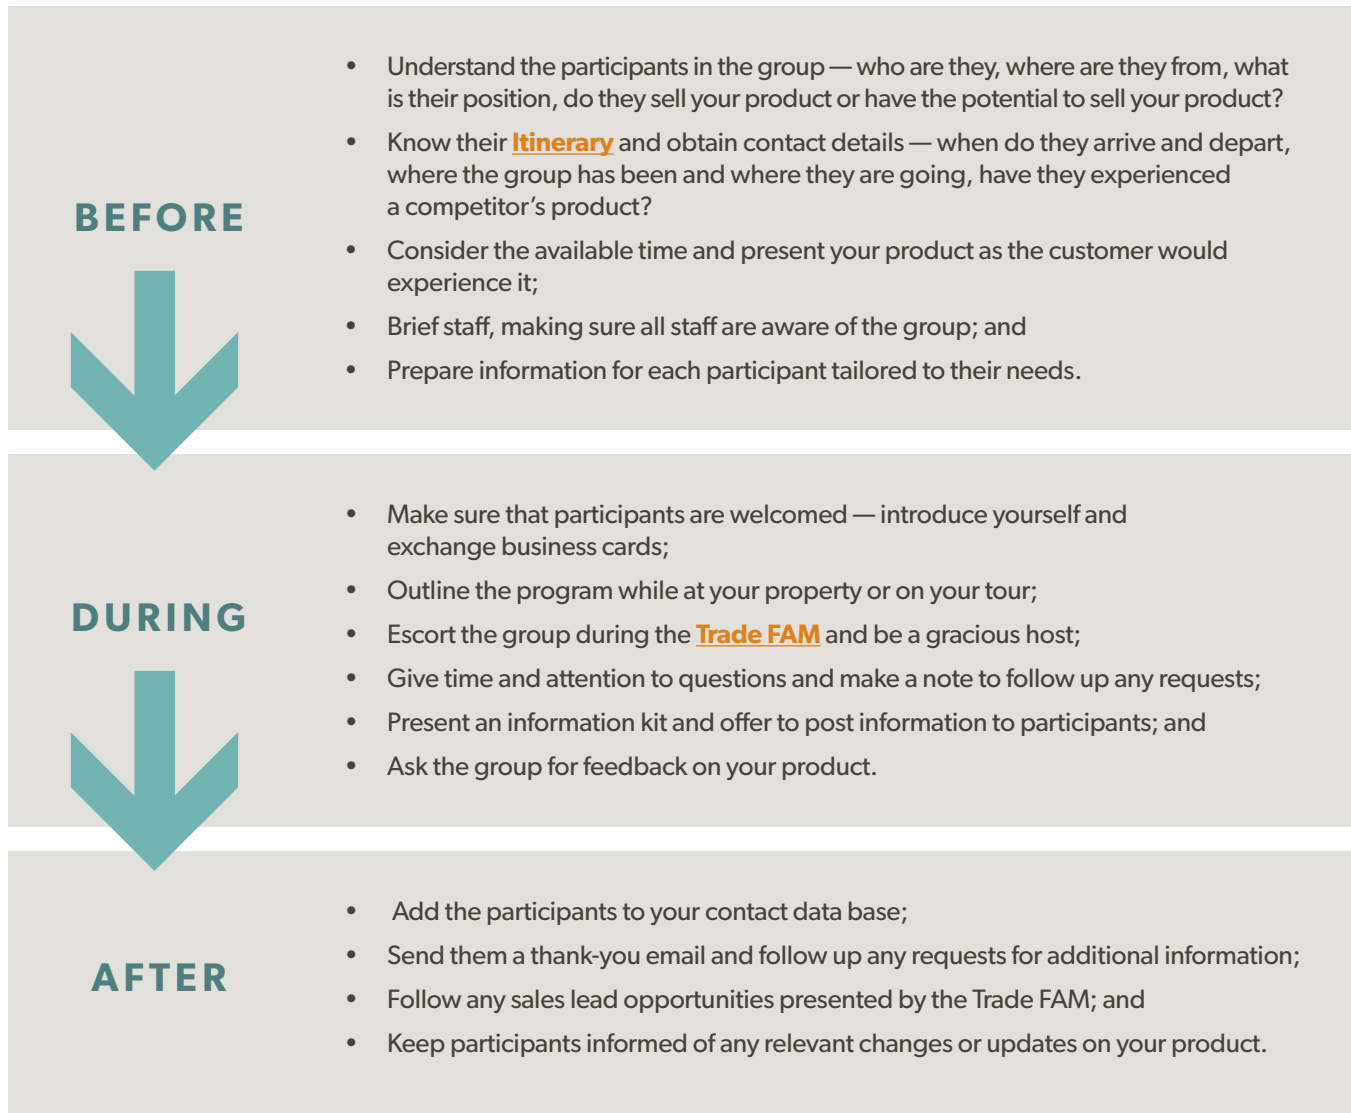 BEFORE
• Understand the participants in the group — who are they, where are they from, what
is their position, do they sell your product or have the potential to sell your product?
• Know their Itinerary and obtain contact details — when do they arrive and depart,
where the group has been and where they are going, have they experienced
a competitor’s product?
• Consider the available time and present your product as the customer would
experience it;
• Brief staff, making sure all staff are aware of the group; and
• Prepare information for each participant tailored to their needs.
DURING
• Make sure that participants are welcomed — introduce yourself and
exchange business cards;
• Outline the program while at your property or on your tour;
• Escort the group during the Trade FAM and be a gracious host;
• Give time and attention to questions and make a note to follow up any requests;
• Present an information kit and offer to post information to participants; and
• Ask the group for feedback on your product.
AFTER
• Add the participants to your contact data base;
• Send them a thank-you email and follow up any requests for additional information;
• Follow any sales lead opportunities presented by the Trade FAM; and
• Keep participants informed of any relevant changes or updates on your product.